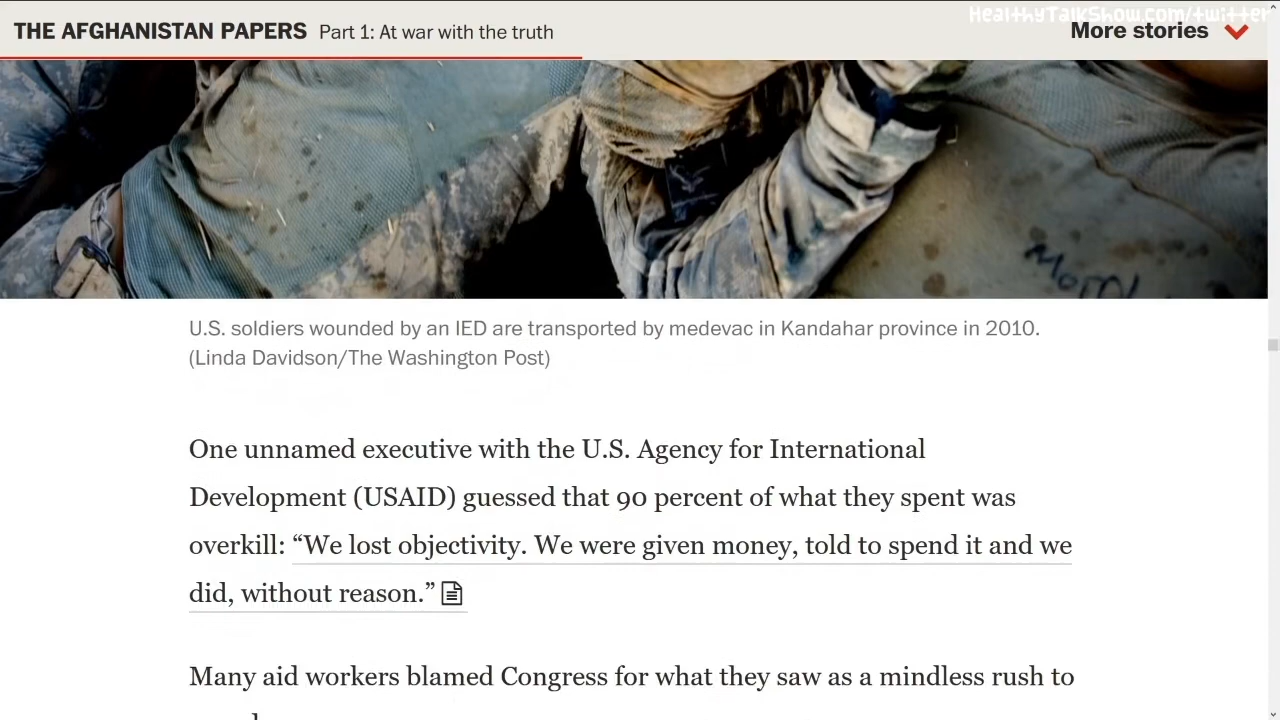 HealthyTalkShow.com/twitter
THE AFGHANISTAN PAPERS Part 1: At war with the truth
More stories
U.S. soldiers wounded by an IED are transported by medevac in Kandahar province in 2010.
(Linda Davidson/The Washington Post)
One unnamed executive with the U.S. Agency for International
Development (USAID) guessed that 90 percent of what they spent was
overkill: “We lost objectivity. We were given money, told to spend it and we
did, without reason.”
Many aid workers blamed Congress for what they saw as a mindless rush to